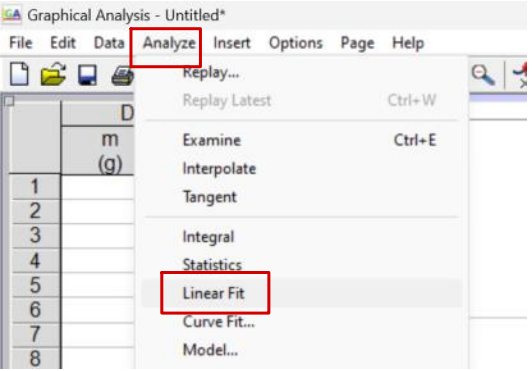 GA Graphical Analysis - Untitled*
File Edit Data Analyze Insert Options Page Help
Replay...
Replay Latest Ctrl+W
D
m
(g)
Examine Ctrl+E
Interpolate
Tangent
1
2
3
4
5
6
7
8
Integral
Statistics
Linear Fit
Curve Fit...
Model...